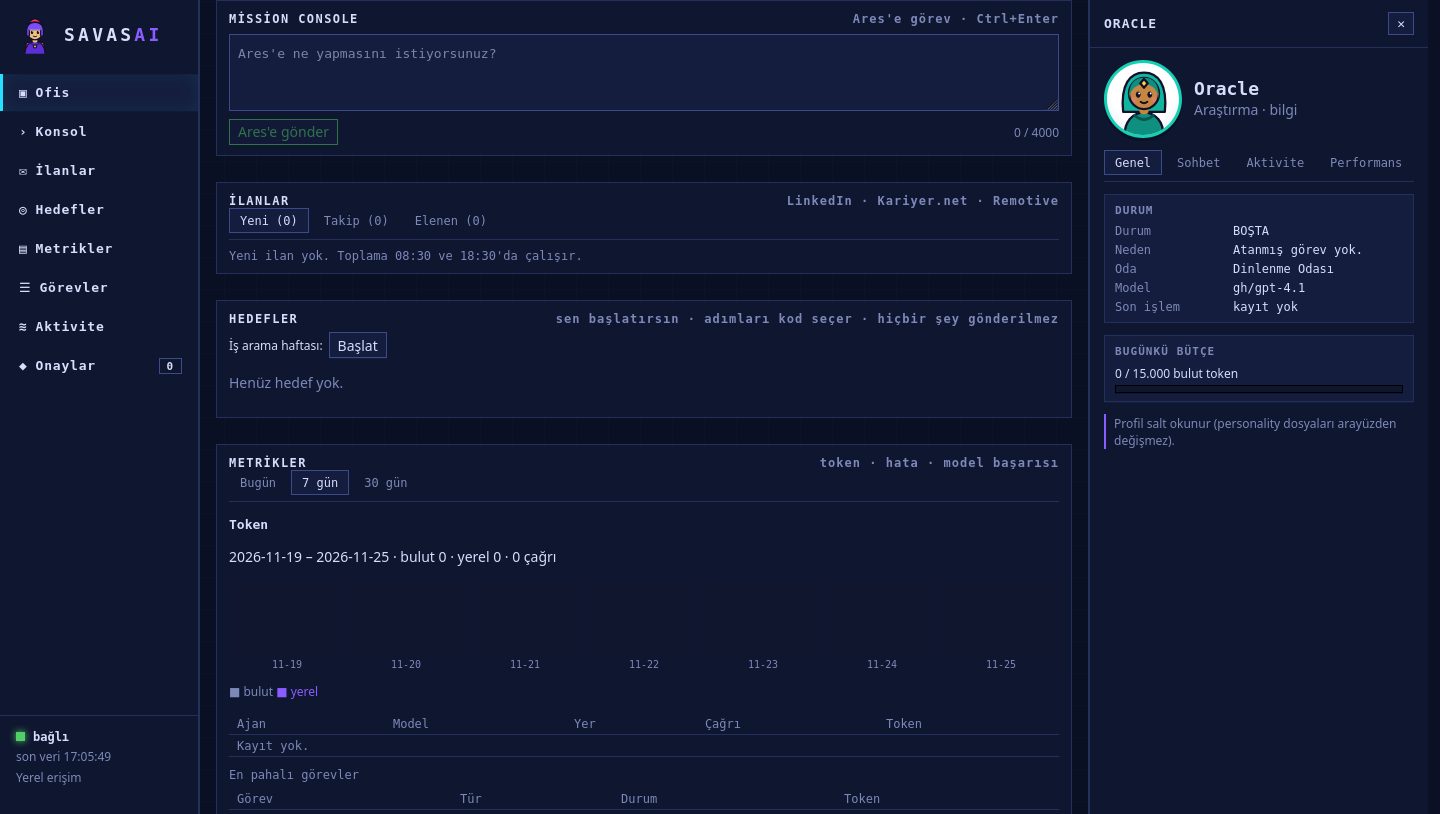 SAVASAI
▣ Ofis
› Konsol
✉ İlanlar
◎ Hedefler
▤ Metrikler
☰ Görevler
≋ Aktivite
◆ Onaylar 0
bağlı
son veri 17:05:49
Yerel erişim
MİSSİON CONSOLE Ares'e görev · Ctrl+Enter
Ares'e ne yapmasını istiyorsunuz?
Ares'e gönder 0 / 4000
İLANLAR LinkedIn · Kariyer.net · Remotive
Yeni (0) Takip (0) Elenen (0)
Yeni ilan yok. Toplama 08:30 ve 18:30'da çalışır.
HEDEFLER sen başlatırsın · adımları kod seçer · hiçbir şey gönderilmez
İş arama haftası: Başlat
Henüz hedef yok.
METRİKLER token · hata · model başarısı
Bugün 7 gün 30 gün
Token
2026-11-19 – 2026-11-25 · bulut 0 · yerel 0 · 0 çağrı
11-19 11-20 11-21 11-22 11-23 11-24 11-25
■ bulut ■ yerel
Ajan Model Yer Çağrı Token
Kayıt yok.
En pahalı görevler
Görev Tür Durum Token
ORACLE ✕
Oracle
Araştırma · bilgi
Genel Sohbet Aktivite Performans
DURUM
Durum BOŞTA
Neden Atanmış görev yok.
Oda Dinlenme Odası
Model gh/gpt-4.1
Son işlem kayıt yok
BUGÜNKÜ BÜTÇE
0 / 15.000 bulut token
Profil salt okunur (personality dosyaları arayüzden
değişmez).